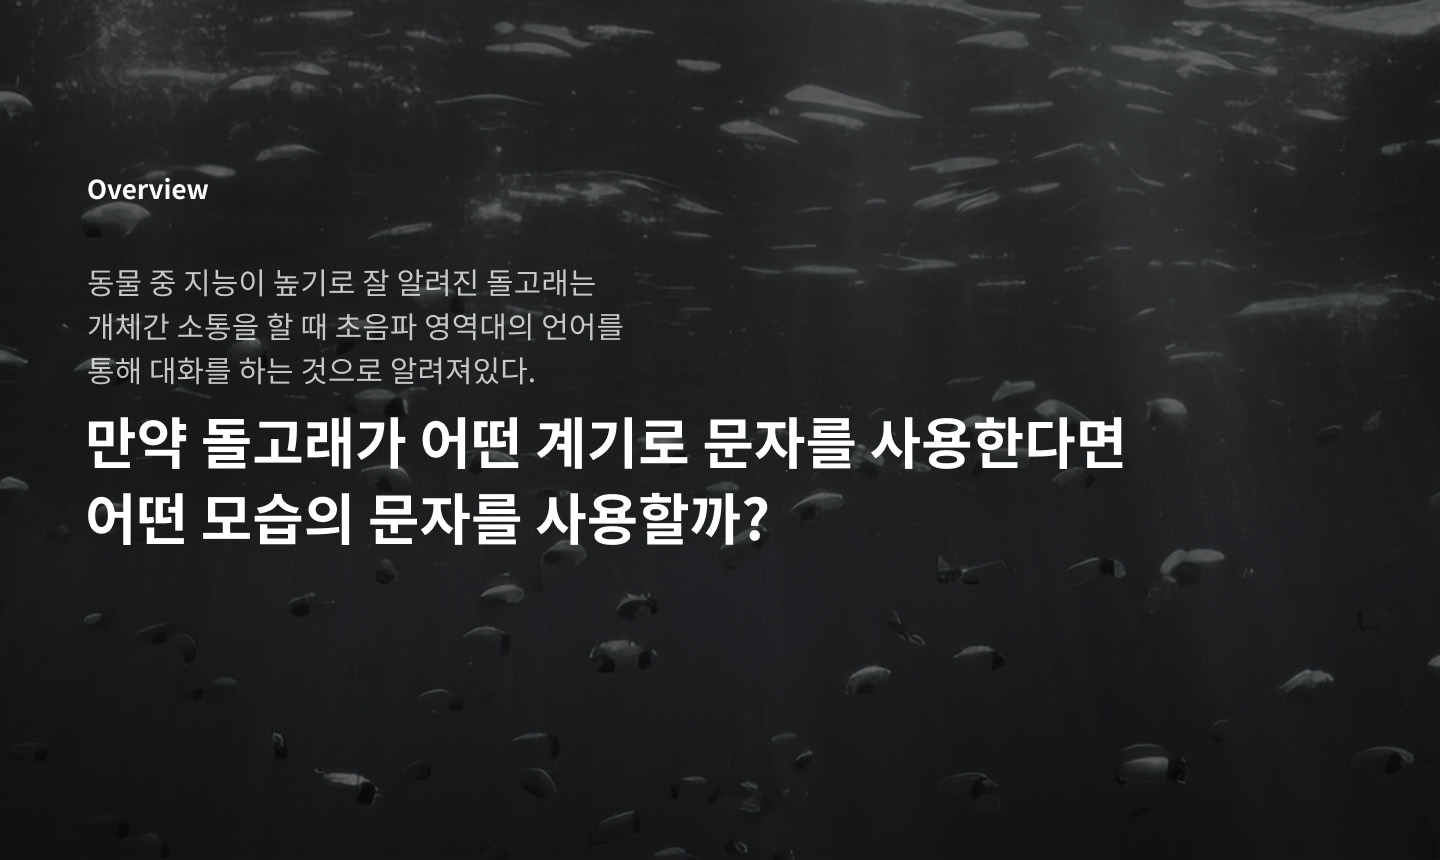 Overview
동물 중 지능이 높기로 잘 알려진 돌고래는
개체간 소통을 할 때 초음파 영역대의 언어를
통해 대화를 하는 것으로 알려져있다.
만약 돌고래가 어떤 계기로 문자를 사용한다면
어떤 모습의 문자를 사용할까?